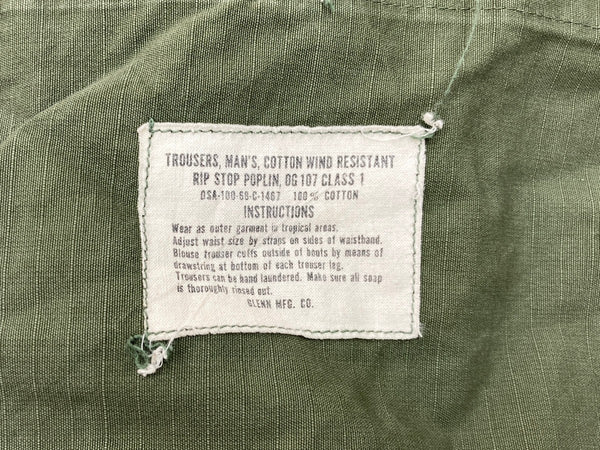 TROUSERS, MAN'S, COTTON WIND RESISTANT
RIP STOP POPLIN, OG 107 CLASS 1
DSA-100-69-C-1467 100% COTTON
INSTRUCTIONS
Wear as outer garment in tropical areas.
Adjust waist size by straps on sides of waistband.
Blouse trouser cuffs outside of boots by means of
drawstring at bottom of each trouser leg.
Trousers can be hand laundered. Make sure all soap
is thoroughly rinsed out.
GLENN MFG. CO.